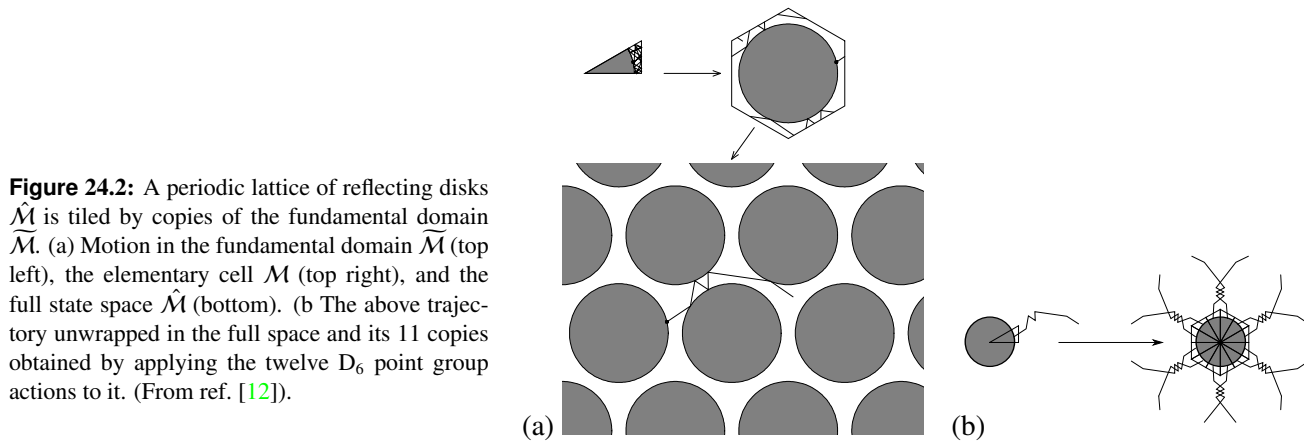 Figure 24.2: A periodic lattice of reflecting disks
M̂ is tiled by copies of the fundamental domain
M̃. (a) Motion in the fundamental domain M̃ (top
left), the elementary cell M (top right), and the
full state space M̂ (bottom). (b The above trajec-
tory unwrapped in the full space and its 11 copies
obtained by applying the twelve D₆ point group
actions to it. (From ref. [12]).
(a)
(b)